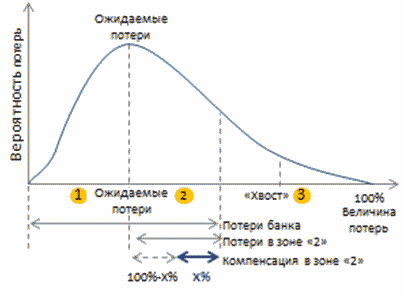 Ожидаемые
потери
Вероятность потерь
1
Ожидаемые
потери
2
«Хвост»
3
100%
Величина
потерь
Потери банка
Потери в зоне «2»
Компенсация в зоне «2»
100%-X%
X%